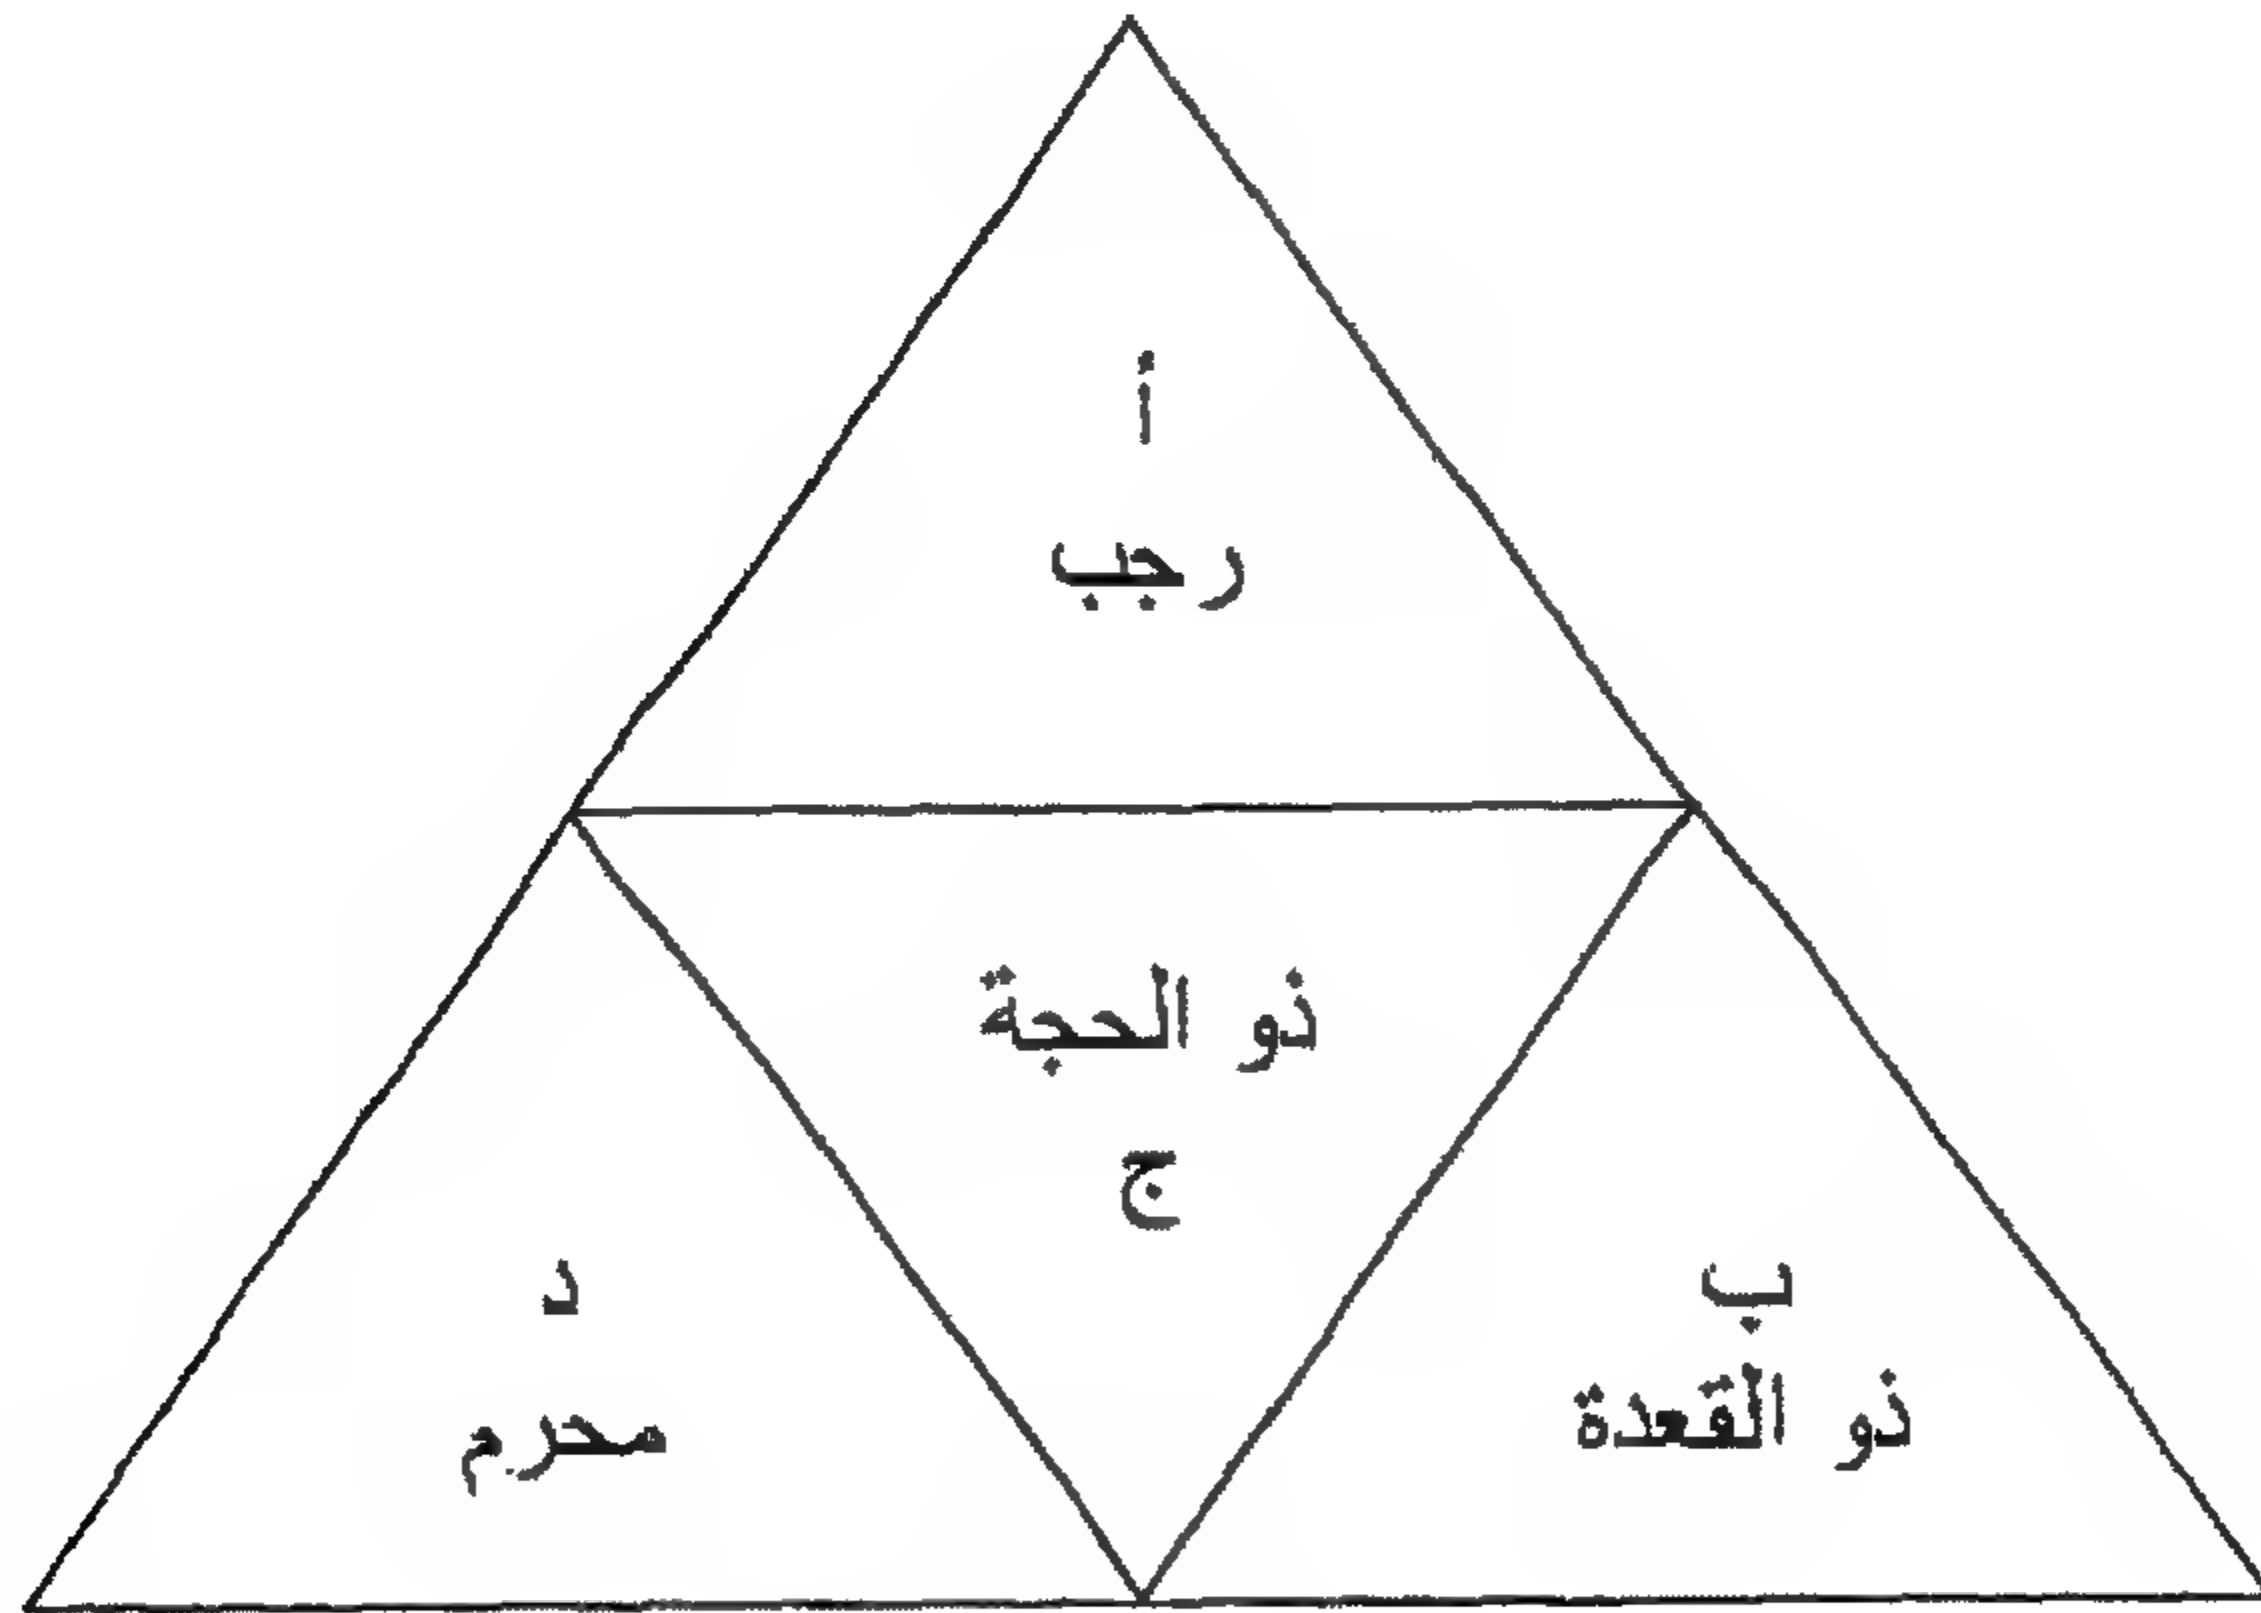 أ
رجب
ذو الحجة
ج
ب
ذو القعدة
د
محرم